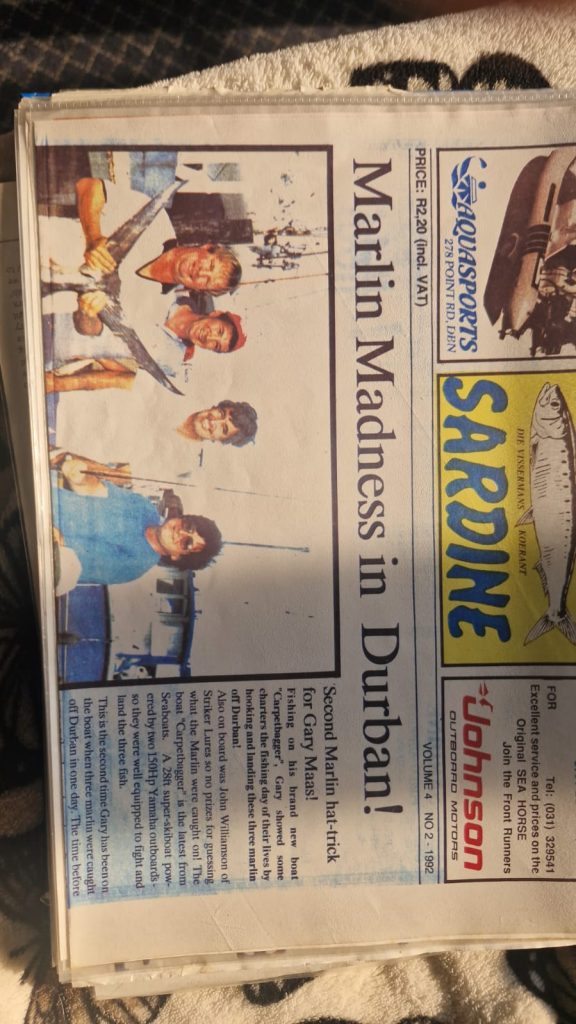 AQUASPORTS
278 POINT RD, DBN
DIE VISSERMANS KOERANT
SARDINE
FOR Tel: (031) 329541
Excellent service and prices on the
Original SEA HORSE
Join the Front Runners
Johnson
OUTBOARD MOTORS
PRICE: R2,20 (Incl. VAT)
VOLUME 4 NO 2 - 1992
Marlin Madness in Durban!
Second Marlin hat-trick
for Gary Maas!
Fishing on his brand new boat
"Carpetbagger", Gary showed some
charters the fishing day of their lives by
hooking and landing these three marlin
off Durban!
Also on board was John Williamson of
Striker Lures so no prizes for guessing
what the Marlin were caught on! The
boat "Carpetbagger" is the latest from
Seaboats. A 28ft super-skiboat pow-
ered by two 150Hp Yamaha outboards -
so they were well equipped to fight and
land the three fish.
This is the second time Gary has been on
the boat when three marlin were caught
off Durban in one day. The time before